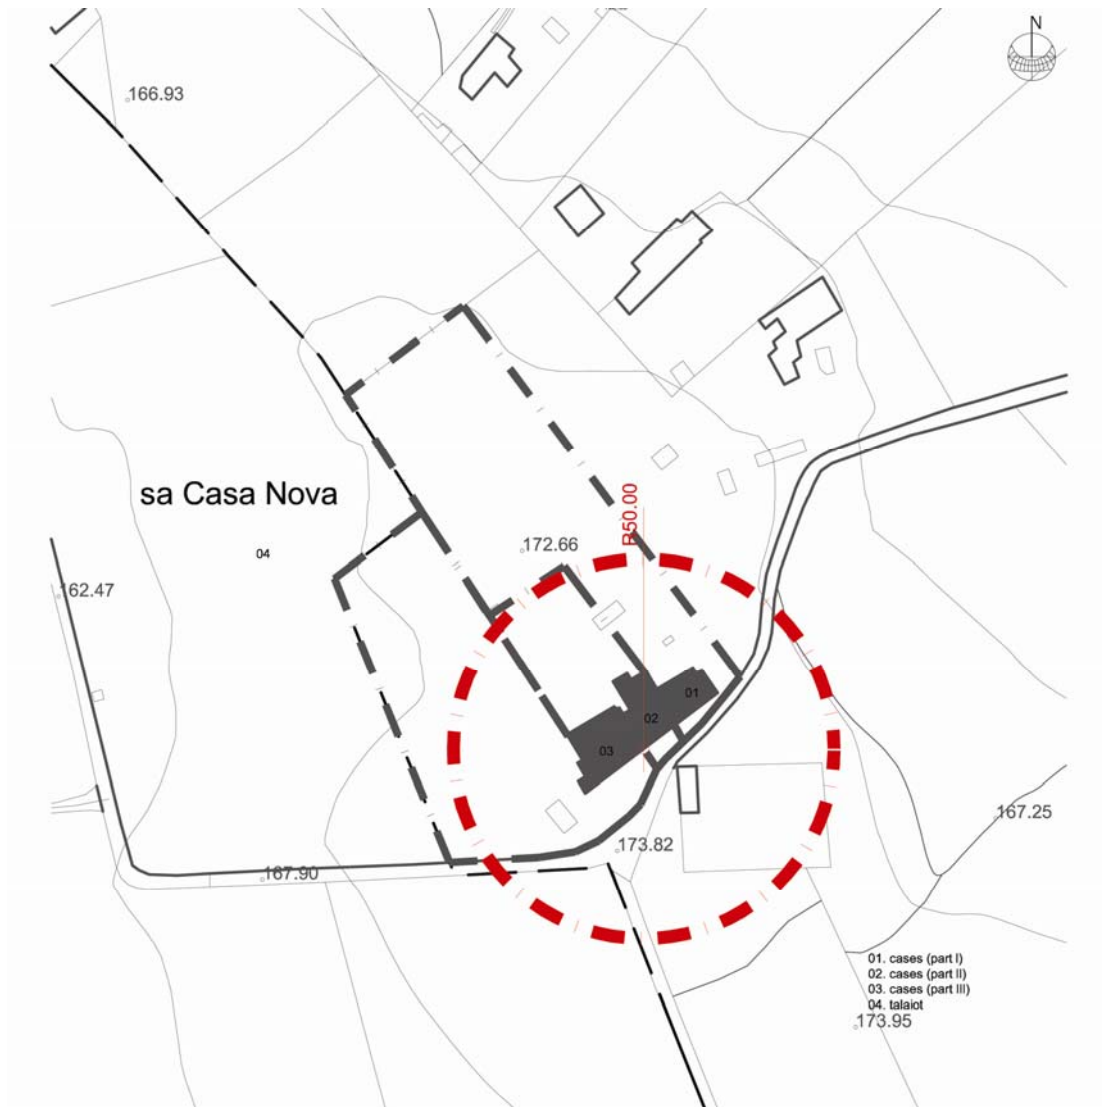 N
166.93
sa Casa Nova
04
R50.00
172.66
162.47
01
02
03
167.25
173.82
167.90
01. cases (part I)
02. cases (part II)
03. cases (part III)
04. talaiot
173.95